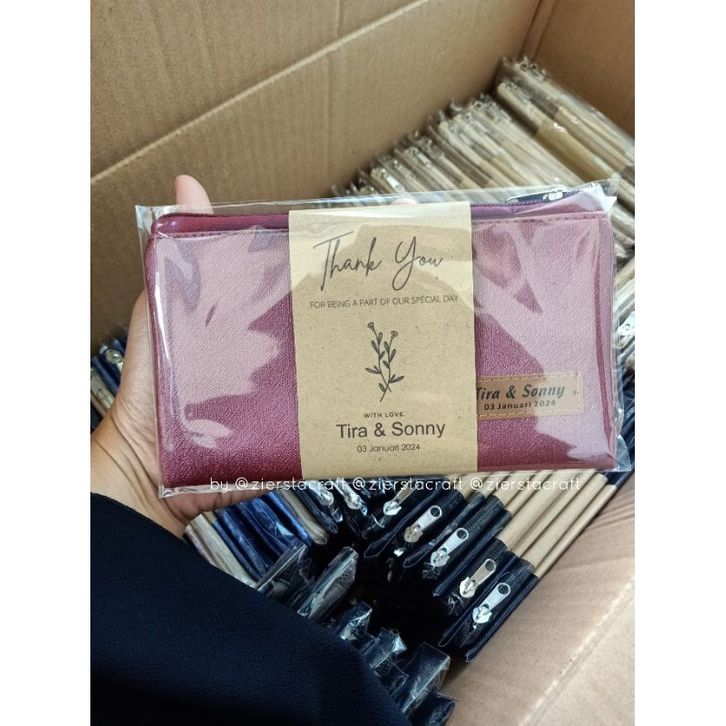 Thank You
FOR BEING A PART OF OUR SPECIAL DAY
WITH LOVE,
Tira & Sonny
03 Januari 2024
Tira & Sonny
03 Januari 2024
by @zierstacraft @zierstacraft @zierstacraft